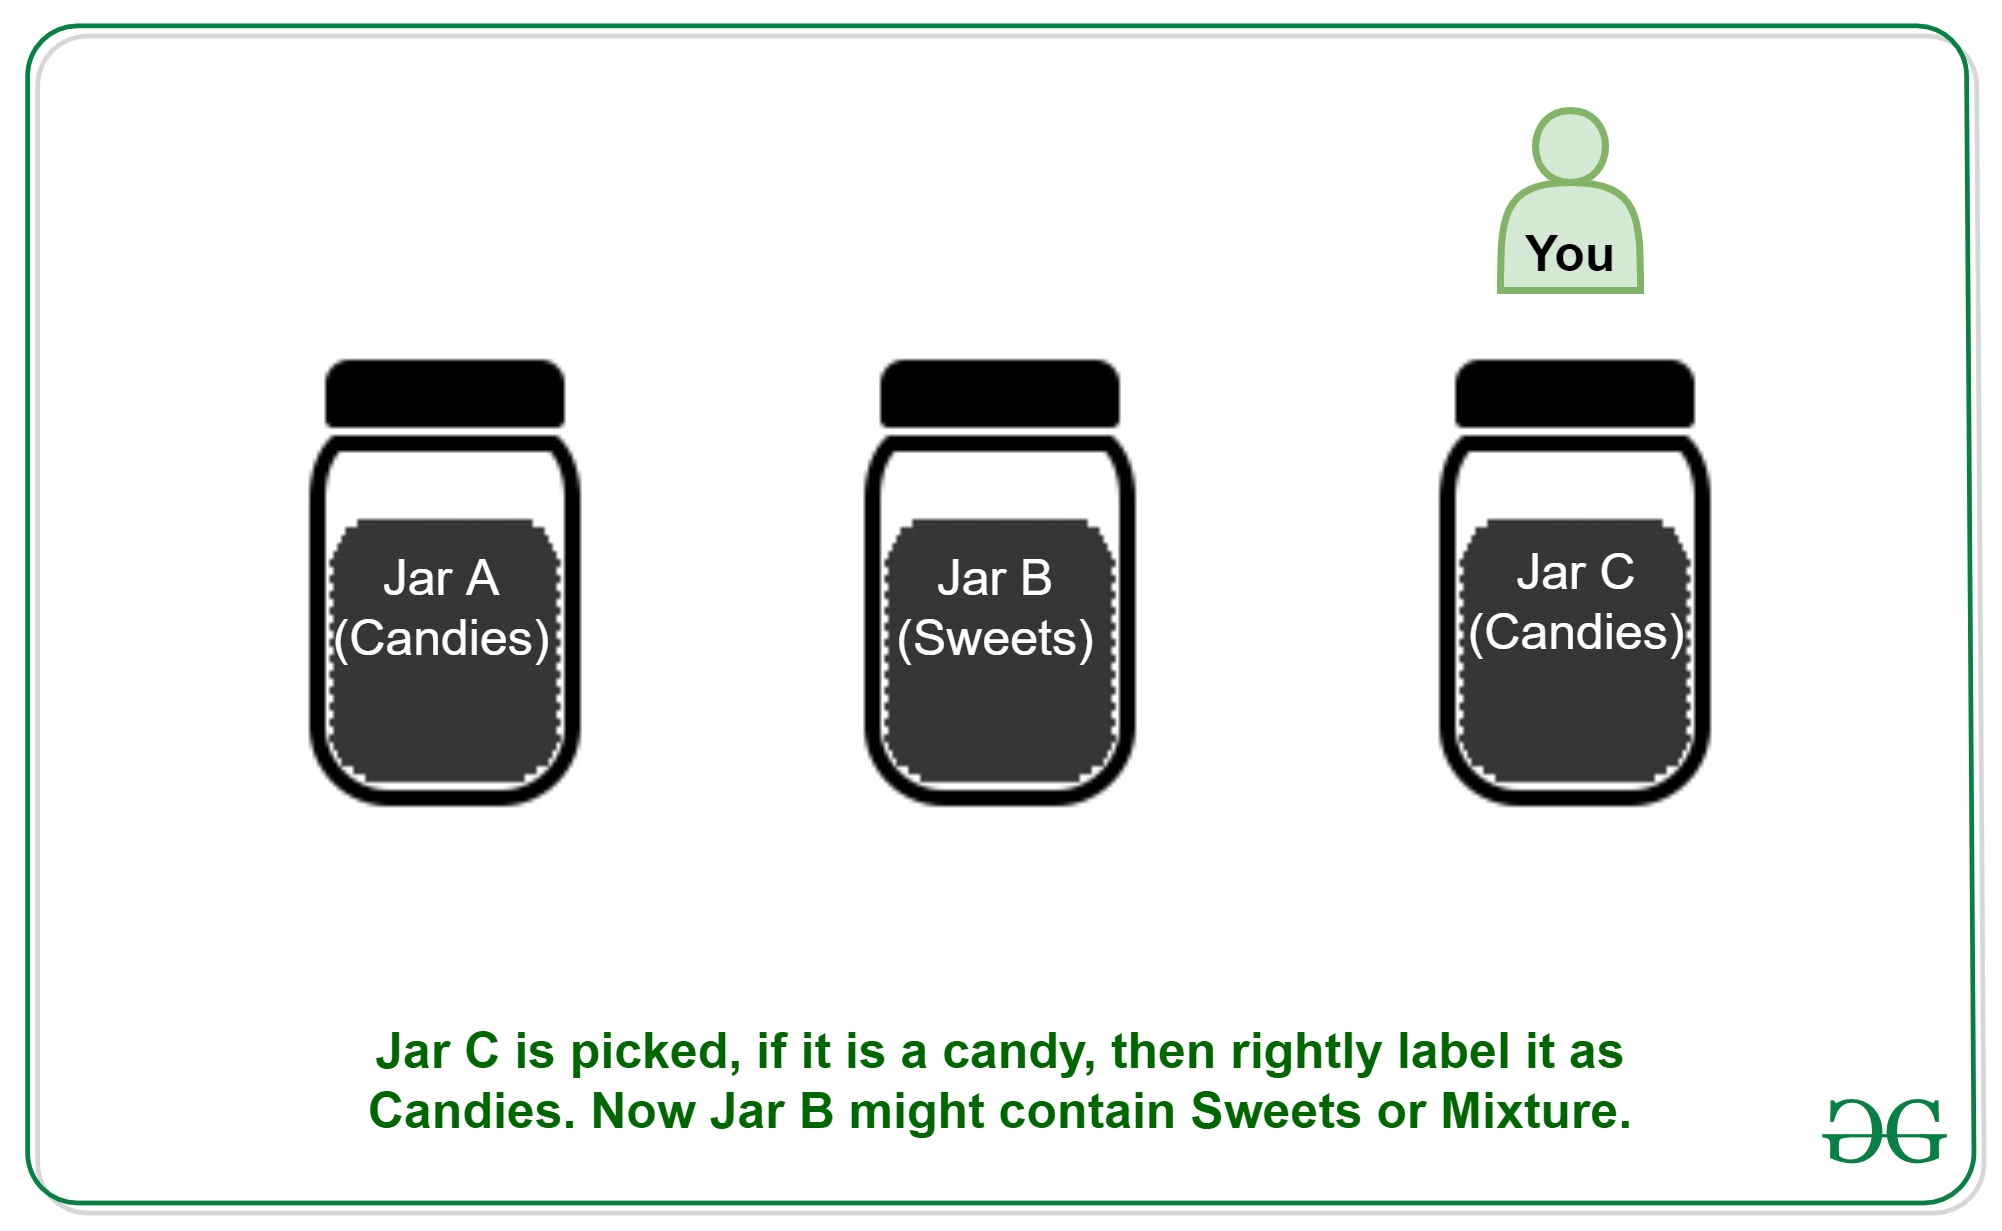 You
Jar A
(Candies)
Jar B
(Sweets)
Jar C
(Candies)
Jar C is picked, if it is a candy, then rightly label it as
Candies. Now Jar B might contain Sweets or Mixture.